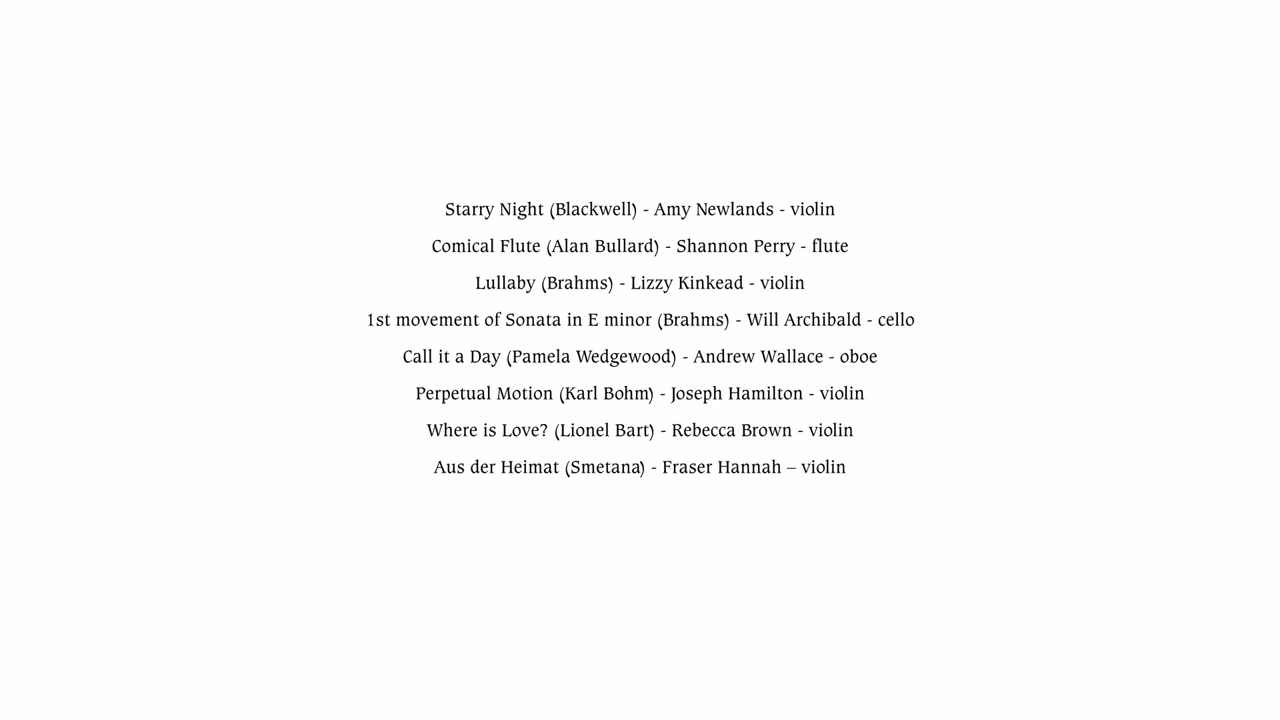 Starry Night (Blackwell) - Amy Newlands - violin
Comical Flute (Alan Bullard) - Shannon Perry - flute
Lullaby (Brahms) - Lizzy Kinkead - violin
1st movement of Sonata in E minor (Brahms) - Will Archibald - cello
Call it a Day (Pamela Wedgewood) - Andrew Wallace - oboe
Perpetual Motion (Karl Bohm) - Joseph Hamilton - violin
Where is Love? (Lionel Bart) - Rebecca Brown - violin
Aus der Heimat (Smetana) - Fraser Hannah – violin